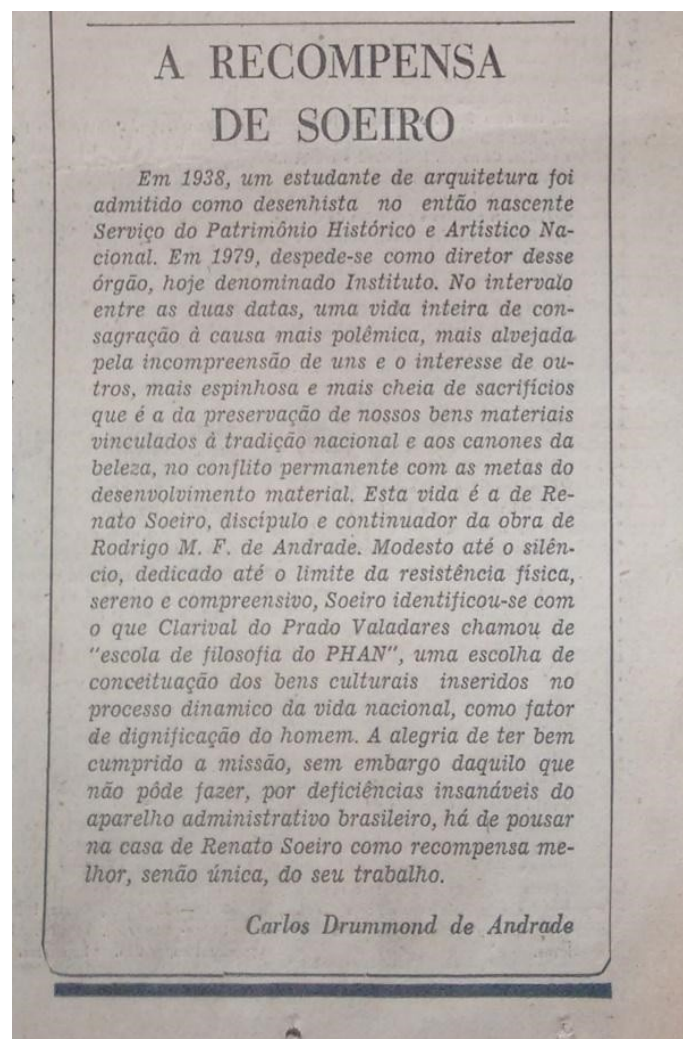 A RECOMPENSA
DE SOEIRO
Em 1938, um estudante de arquitetura foi
admitido como desenhista no então nascente
Serviço do Patrimônio Histórico e Artístico Na-
cional. Em 1979, despede-se como diretor desse
órgão, hoje denominado Instituto. No intervalo
entre as duas datas, uma vida inteira de con-
sagração à causa mais polêmica, mais alvejada
pela incompreensão de uns e o interesse de ou-
tros, mais espinhosa e mais cheia de sacrifícios
que é a da preservação de nossos bens materiais
vinculados à tradição nacional e aos canones da
beleza, no conflito permanente com as metas do
desenvolvimento material. Esta vida é a de Re-
nato Soeiro, discípulo e continuador da obra de
Rodrigo M. F. de Andrade. Modesto até o silên-
cio, dedicado até o limite da resistência física,
sereno e compreensivo, Soeiro identificou-se com
o que Clarival do Prado Valadares chamou de
"escola de filosofia do PHAN", uma escolha de
conceituação dos bens culturais inseridos no
processo dinamico da vida nacional, como fator
de dignificação do homem. A alegria de ter bem
cumprido a missão, sem embargo daquilo que
não pôde fazer, por deficiências insanáveis do
aparelho administrativo brasileiro, há de pousar
na casa de Renato Soeiro como recompensa me-
lhor, senão única, do seu trabalho.
Carlos Drummond de Andrade